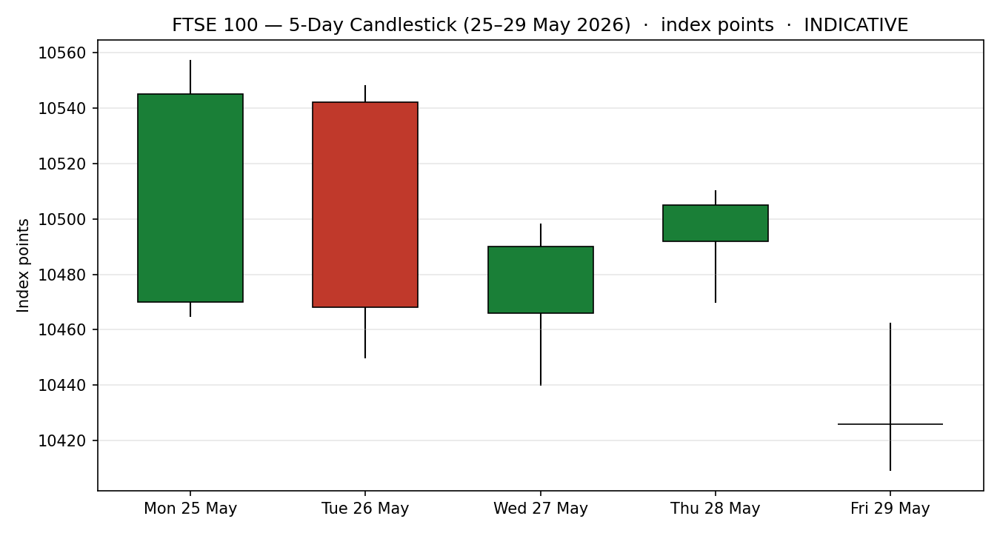 FTSE 100 — 5-Day Candlestick (25–29 May 2026)  ·  index points  ·  INDICATIVE
10560
10540
10520
10500
10480
10460
10440
10420
Index points
Mon 25 May
Tue 26 May
Wed 27 May
Thu 28 May
Fri 29 May